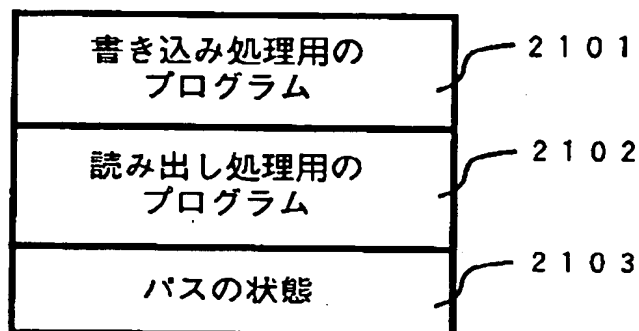 書き込み処理用の
プログラム
2101
読み出し処理用の
プログラム
2102
パスの状態
2103